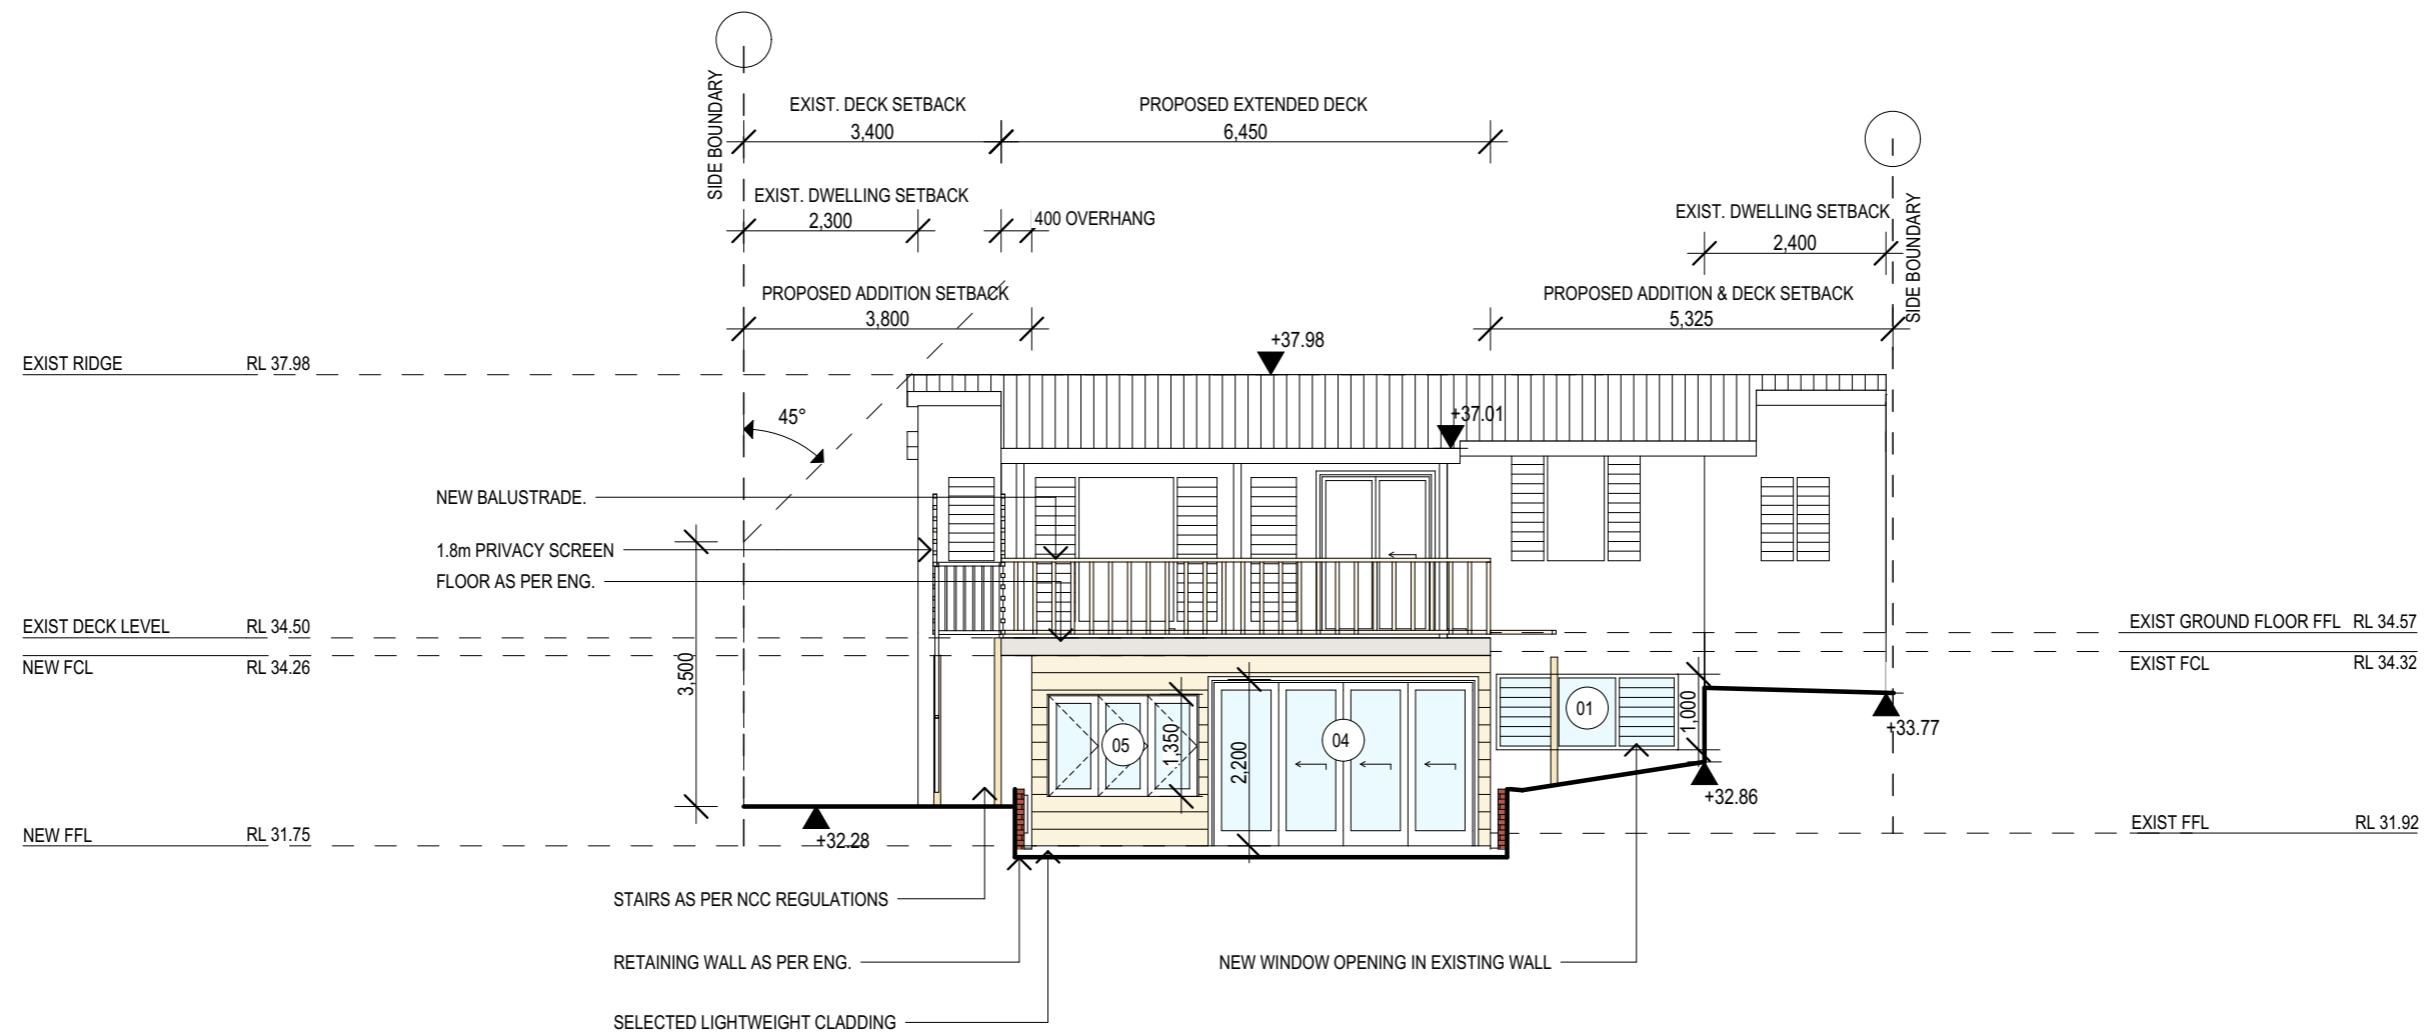 SIDE BOUNDARY
EXIST. DECK SETBACK
3,400
PROPOSED EXTENDED DECK
6,450
EXIST. DWELLING SETBACK
2,300
400 OVERHANG
EXIST. DWELLING SETBACK
2,400
SIDE BOUNDARY
PROPOSED ADDITION SETBACK
3,800
PROPOSED ADDITION & DECK SETBACK
5,325
+37.98
EXIST RIDGE RL 37.98
45°
+37.01
NEW BALUSTRADE.
1.8m PRIVACY SCREEN
FLOOR AS PER ENG.
EXIST DECK LEVEL RL 34.50
NEW FCL RL 34.26
3,500
EXIST GROUND FLOOR FFL RL 34.57
EXIST FCL RL 34.32
05
1,350
2,200
04
01
1,000
+33.77
+32.86
+32.28
NEW FFL RL 31.75
EXIST FFL RL 31.92
STAIRS AS PER NCC REGULATIONS
RETAINING WALL AS PER ENG.
NEW WINDOW OPENING IN EXISTING WALL
SELECTED LIGHTWEIGHT CLADDING